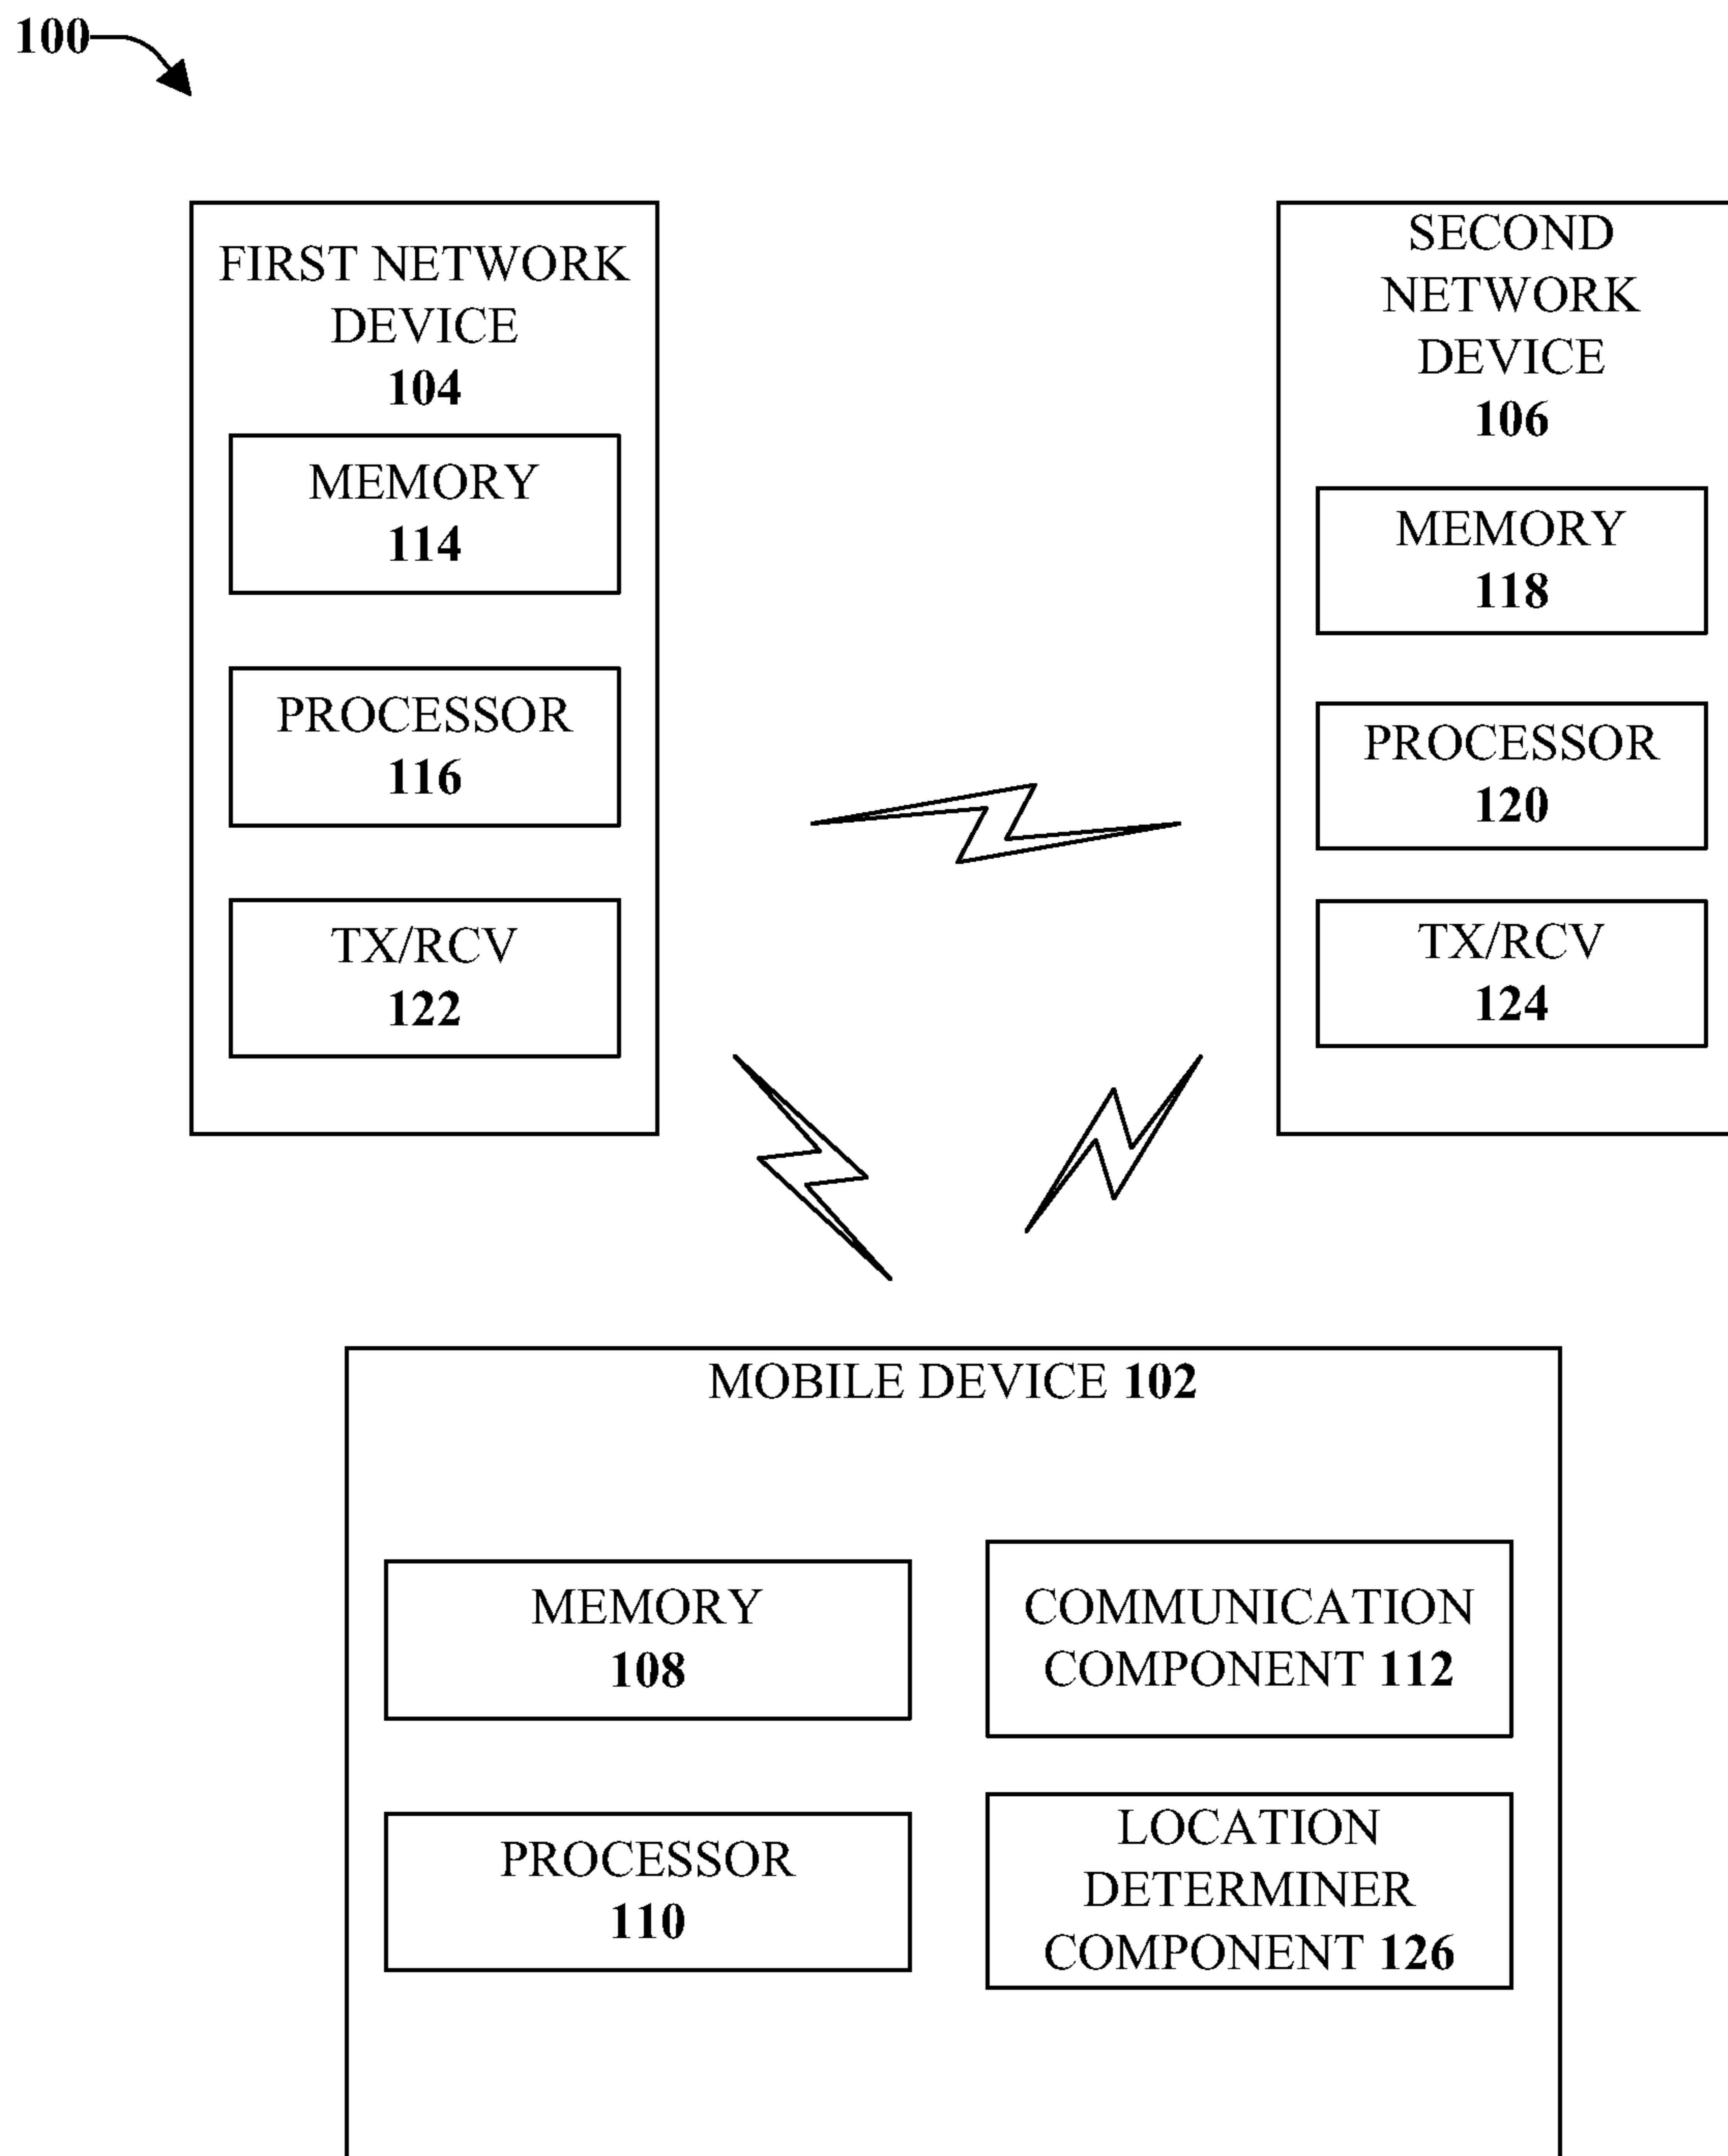 100
FIRST NETWORK
DEVICE
104
MEMORY
114
PROCESSOR
116
TX/RCV
122
SECOND
NETWORK
DEVICE
106
MEMORY
118
PROCESSOR
120
TX/RCV
124
MOBILE DEVICE 102
MEMORY
108
PROCESSOR
110
COMMUNICATION
COMPONENT 112
LOCATION
DETERMINER
COMPONENT 126